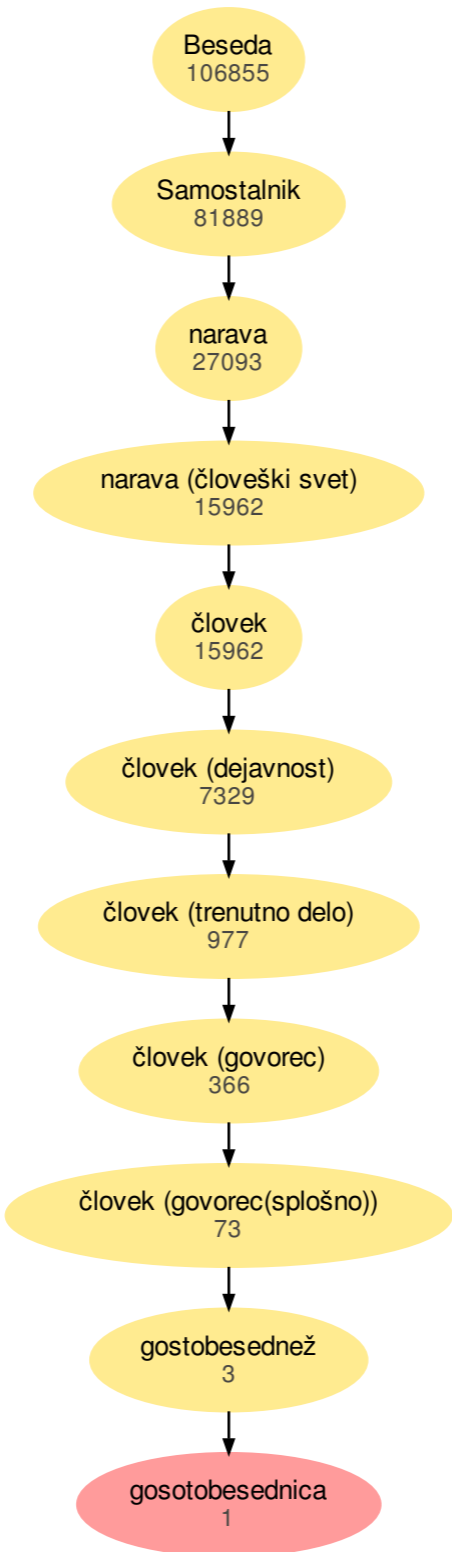 Beseda
106855
Samostalnik
81889
narava
27093
narava (človeški svet)
15962
človek
15962
človek (dejavnost)
7329
človek (trenutno delo)
977
človek (govorec)
366
človek (govorec(splošno))
73
gostobesednež
3
gosotobesednica
1